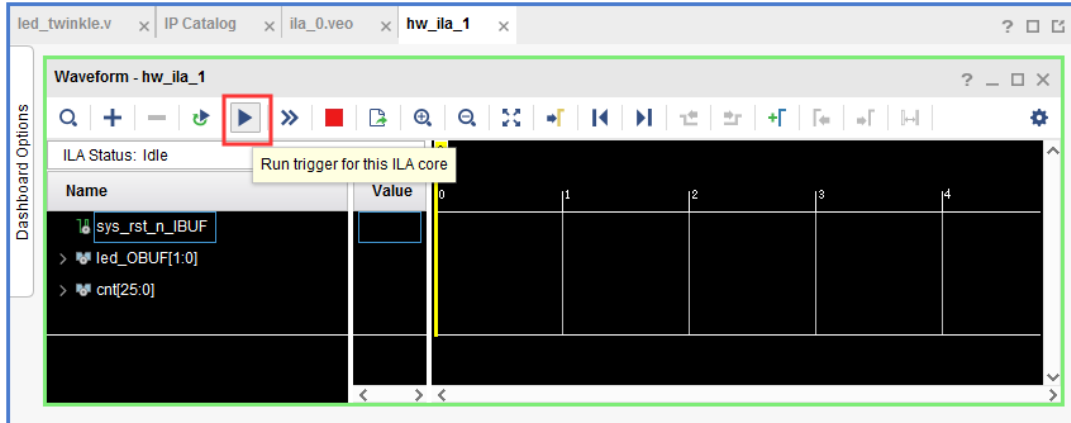 led_twinkle.v IP Catalog ila_0.veo hw_ila_1
Dashboard Options
Waveform - hw_ila_1
ILA Status: Idle
Run trigger for this ILA core
Name Value 0 1 2 3 4
sys_rst_n_IBUF
led_OBUF[1:0]
cnt[25:0]